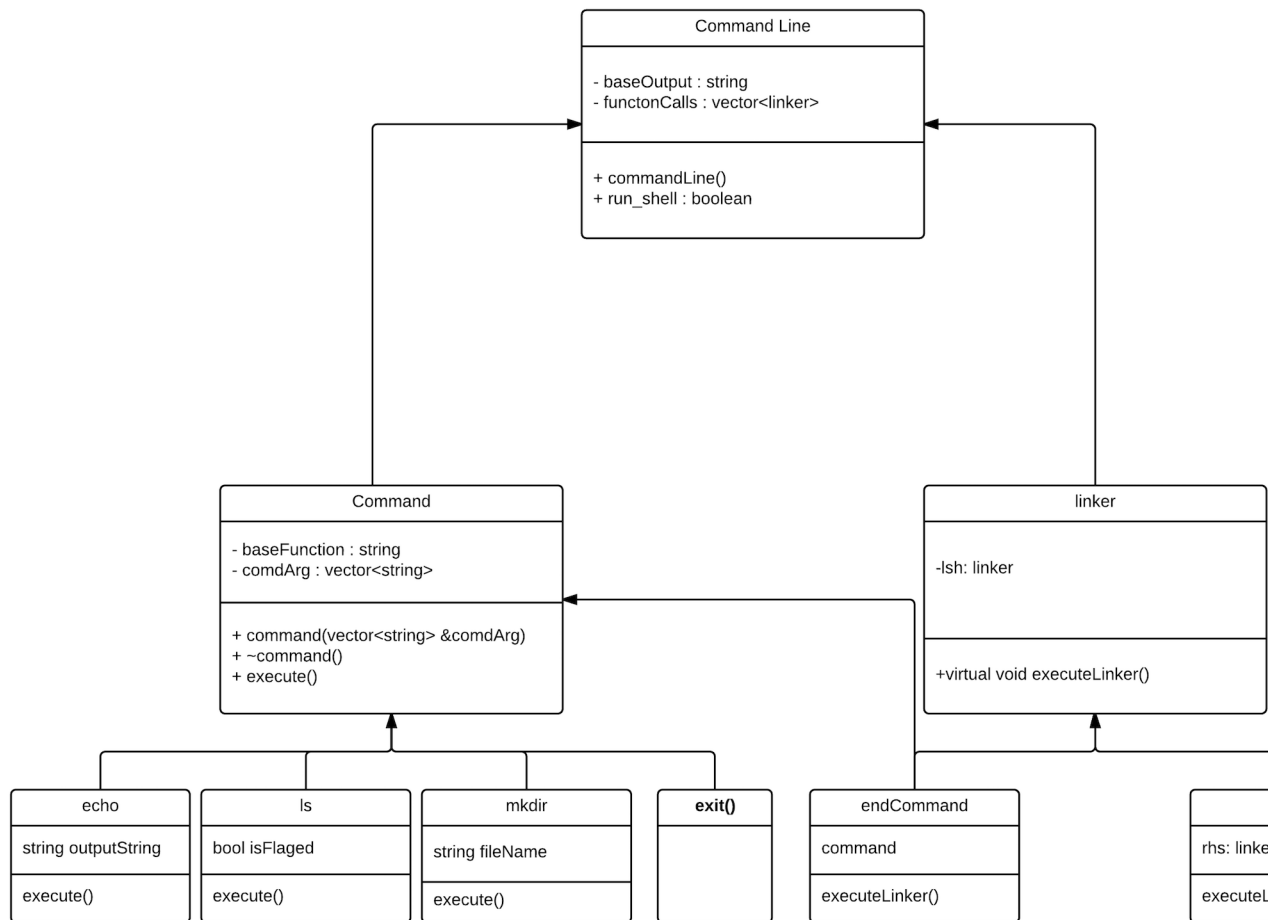 Command Line
- baseOutput : string
- functonCalls : vector<linker>
+ commandLine()
+ run_shell : boolean
Command
- baseFunction : string
- comdArg : vector<string>
+ command(vector<string> &comdArg)
+ ~command()
+ execute()
linker
-lsh: linker
+virtual void executeLinker()
echo
string outputString
execute()
ls
bool isFlaged
execute()
mkdir
string fileName
execute()
exit()
endCommand
command
executeLinker()
rhs: